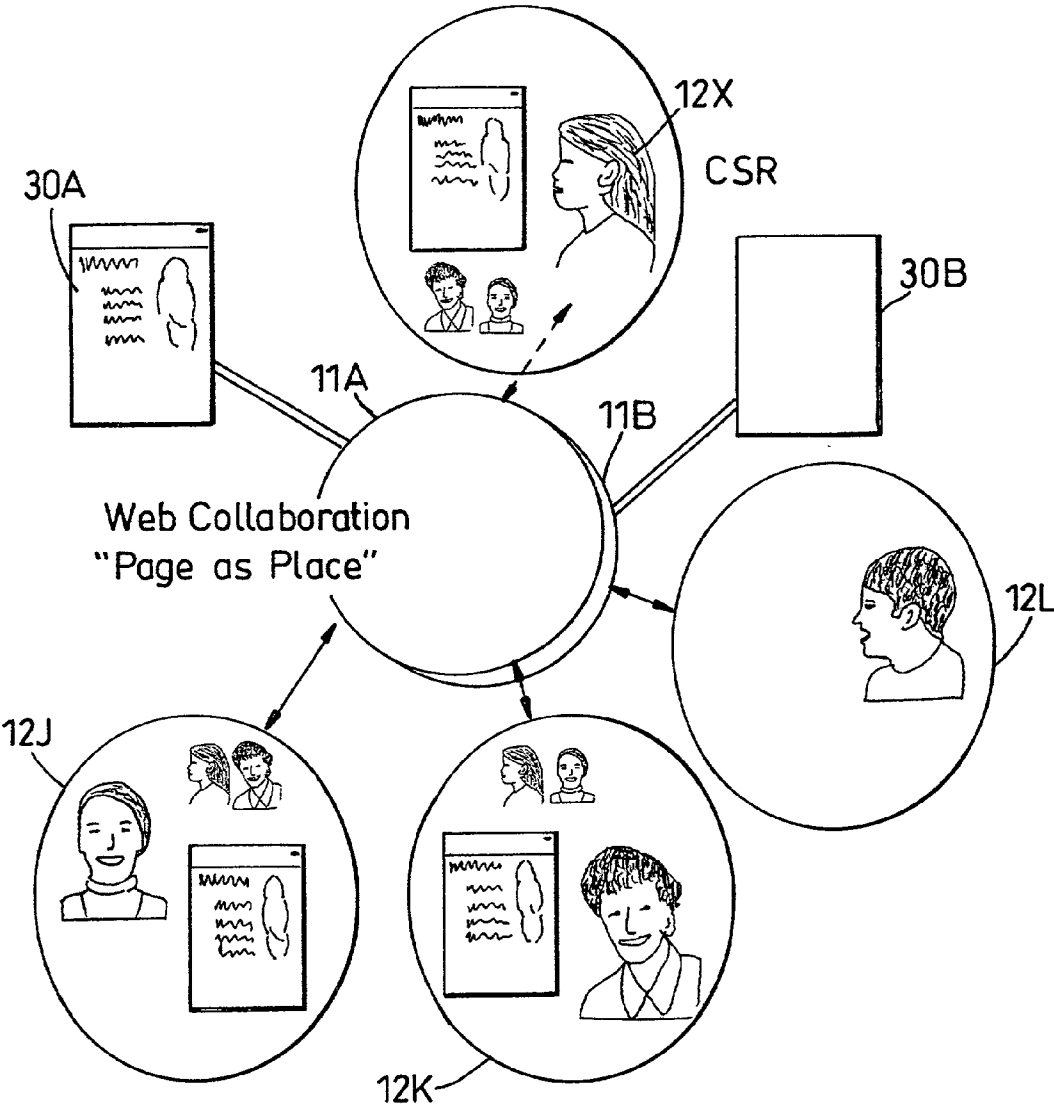 12X
CSR
30A
30B
11A
11B
Web Collaboration
"Page as Place"
12L
12J
12K